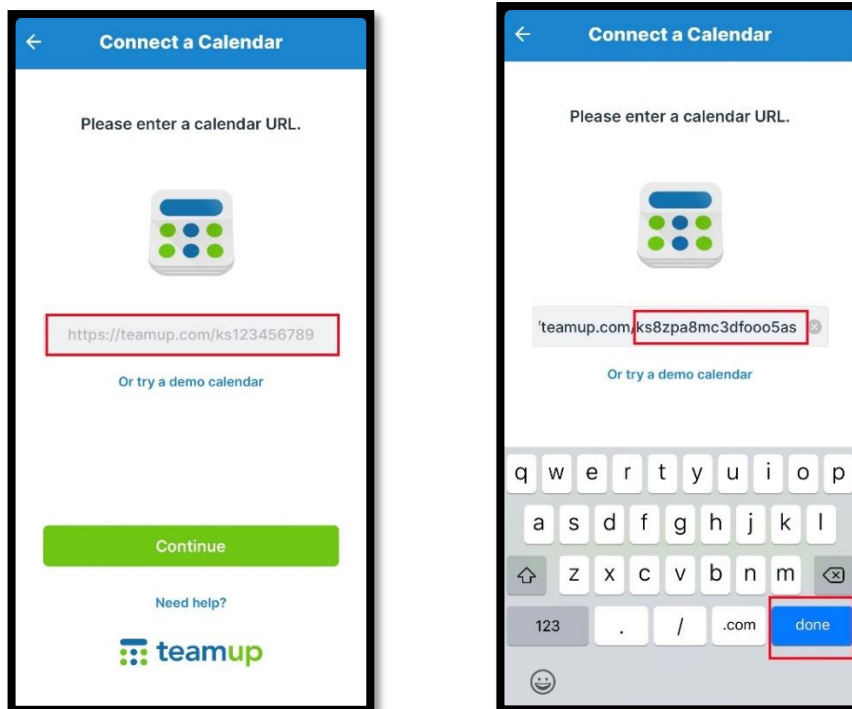 Connect a Calendar
Please enter a calendar URL.
https://teamup.com/ks123456789
Or try a demo calendar
Continue
Need help?
teamup
Connect a Calendar
Please enter a calendar URL.
'teamup.com/ks8zpa8mc3dfooo5as
Or try a demo calendar
q w e r t y u i o p
a s d f g h j k l
z x c v b n m
123 . / .com done